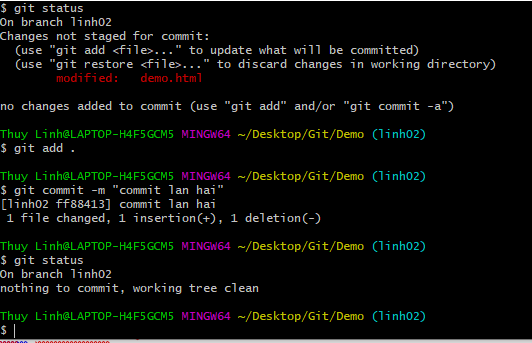 $ git status
On branch linh02
Changes not staged for commit:
  (use "git add <file>..." to update what will be committed)
  (use "git restore <file>..." to discard changes in working directory)
        modified:   demo.html

no changes added to commit (use "git add" and/or "git commit -a")

Thuy Linh@LAPTOP-H4F5GCM5 MINGW64 ~/Desktop/Git/Demo (linh02)
$ git add .

Thuy Linh@LAPTOP-H4F5GCM5 MINGW64 ~/Desktop/Git/Demo (linh02)
$ git commit -m "commit lan hai"
[linh02 ff88413] commit lan hai
 1 file changed, 1 insertion(+), 1 deletion(-)

Thuy Linh@LAPTOP-H4F5GCM5 MINGW64 ~/Desktop/Git/Demo (linh02)
$ git status
On branch linh02
nothing to commit, working tree clean

Thuy Linh@LAPTOP-H4F5GCM5 MINGW64 ~/Desktop/Git/Demo (linh02)
$